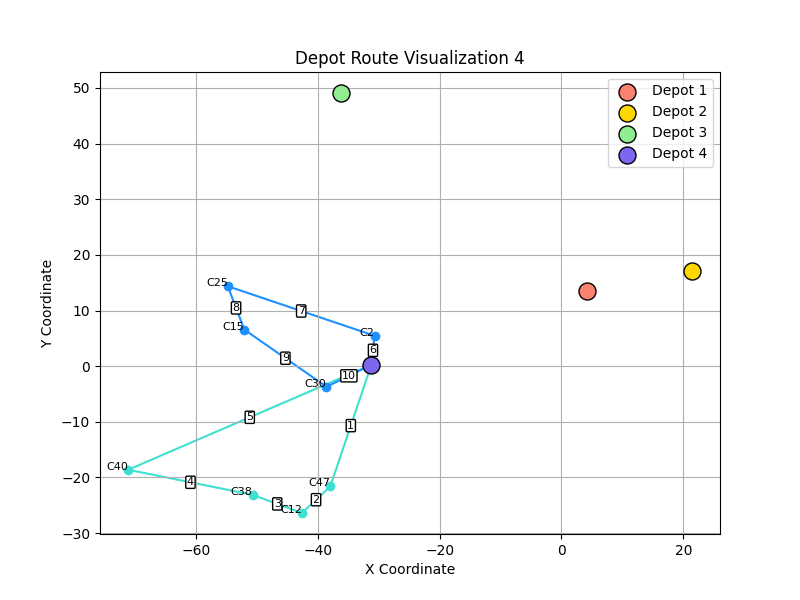 Depot Route Visualization 4
Depot 1
Depot 2
Depot 3
Depot 4
Y Coordinate
50
40
30
20
10
0
−10
−20
−30
C25
8
7
C15
C2
9
6
C39
10
5
1
C40
4
C38
C47
3
2
C12
−60
−40
−20
0
20
X Coordinate